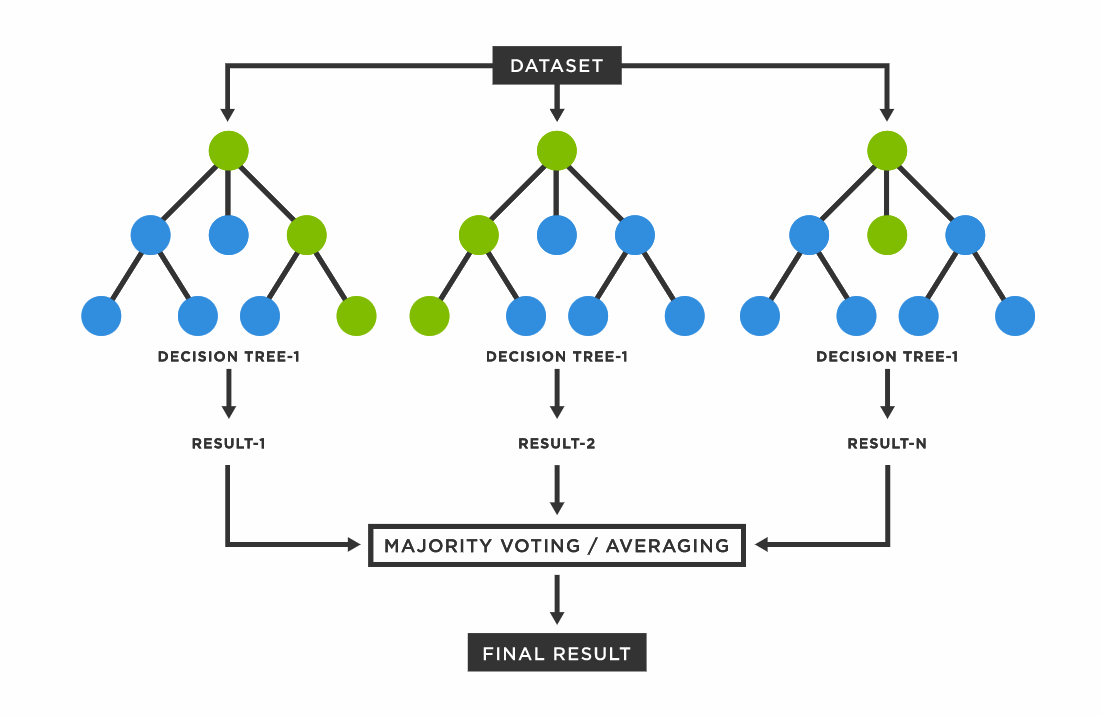 DATASET
DECISION TREE-1
DECISION TREE-1
DECISION TREE-1
RESULT-1
RESULT-2
RESULT-N
MAJORITY VOTING / AVERAGING
FINAL RESULT